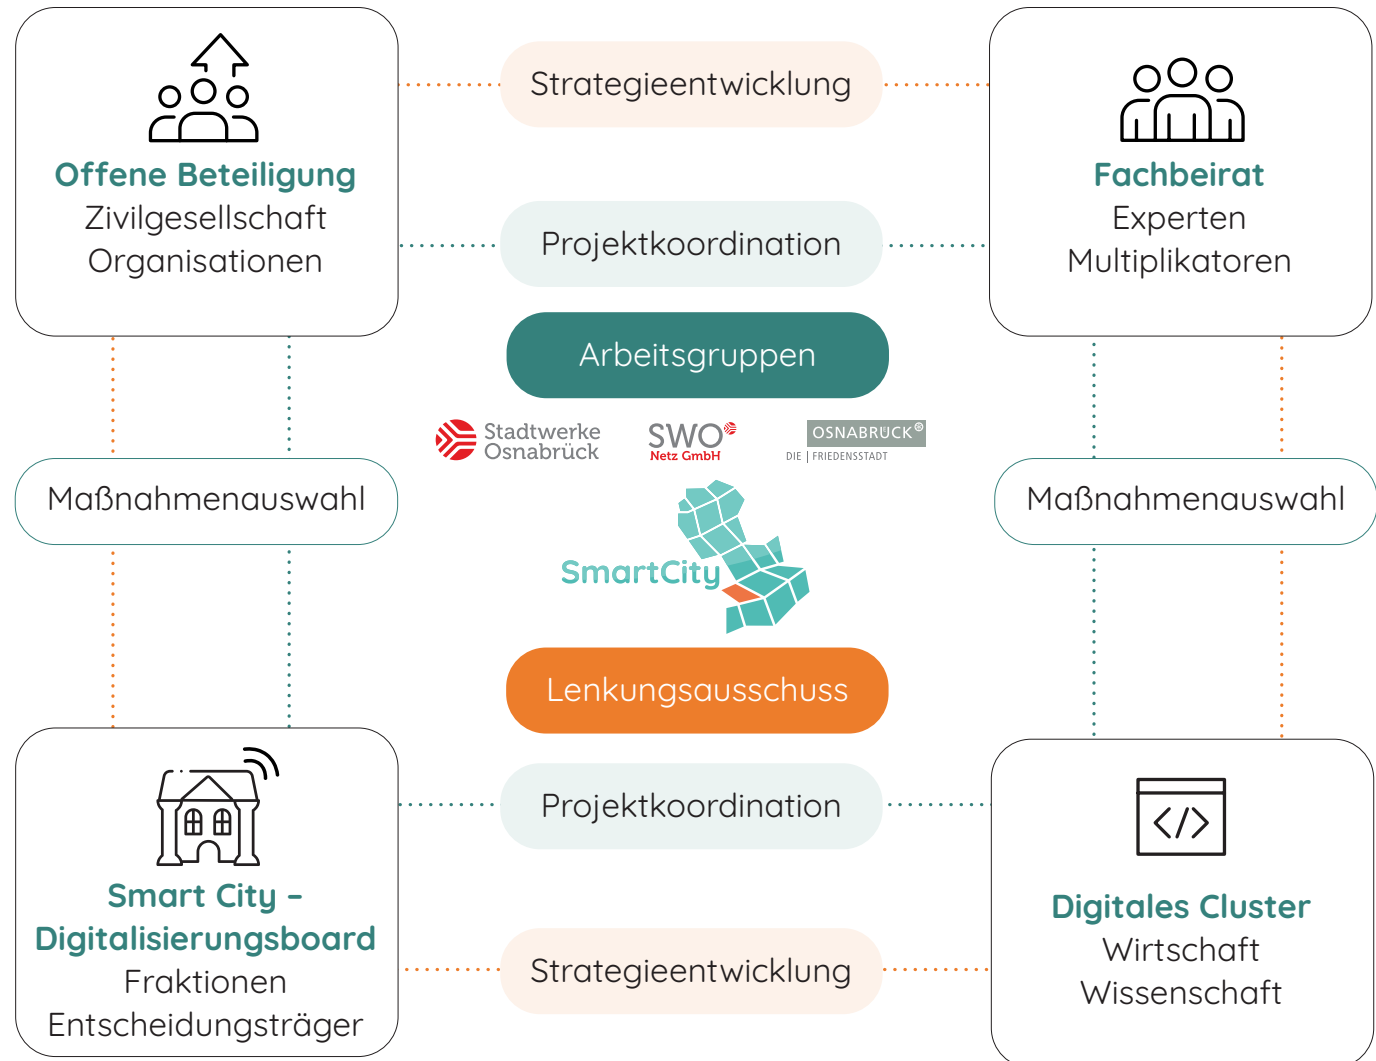 Strategieentwicklung
Offene Beteiligung
Zivilgesellschaft
Organisationen
Fachbeirat
Experten
Multiplikatoren
Projektkoordination
Arbeitsgruppen
Stadtwerke
Osnabrück
SWO
Netz GmbH
OSNABRÜCK®
DIE | FRIEDENSSTADT
Maßnahmenauswahl
Maßnahmenauswahl
SmartCity
Lenkungsausschuss
Projektkoordination
Smart City –
Digitalisierungsboard
Fraktionen
Entscheidungsträger
</>
Digitales Cluster
Wirtschaft
Wissenschaft
Strategieentwicklung